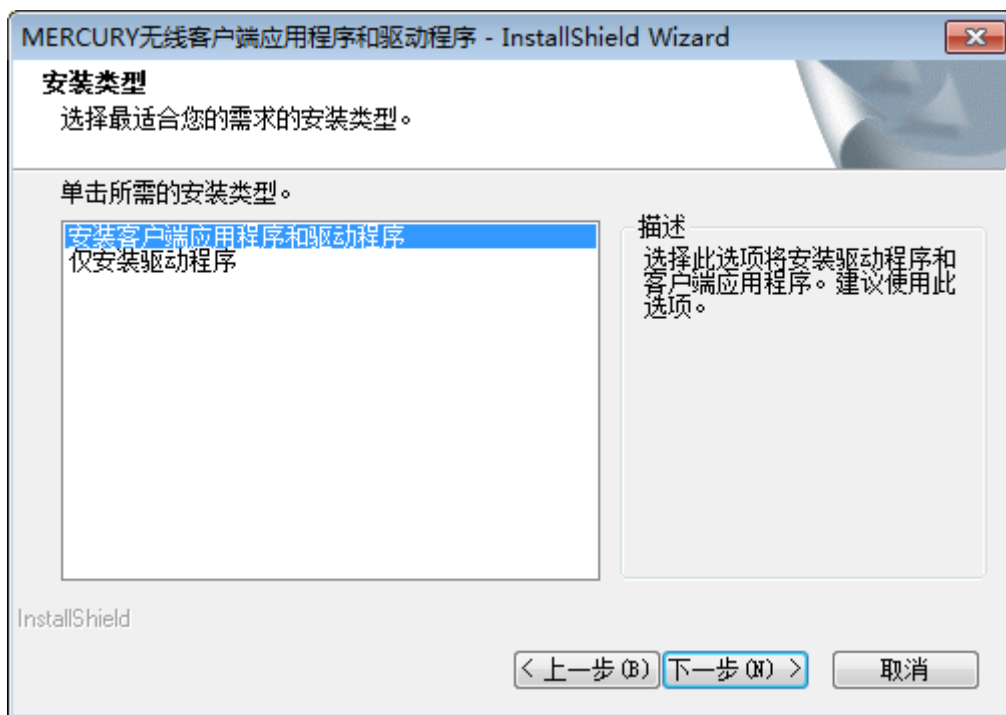 MERCURY无线客户端应用程序和驱动程序 - InstallShield Wizard
安装类型
选择最适合您的需求的安装类型。
单击所需的安装类型。
安装客户端应用程序和驱动程序
仅安装驱动程序
描述
选择此选项将安装驱动程序和
客户端应用程序。建议使用此
选项。
InstallShield
< 上一步(B) 下一步(N) > 取消